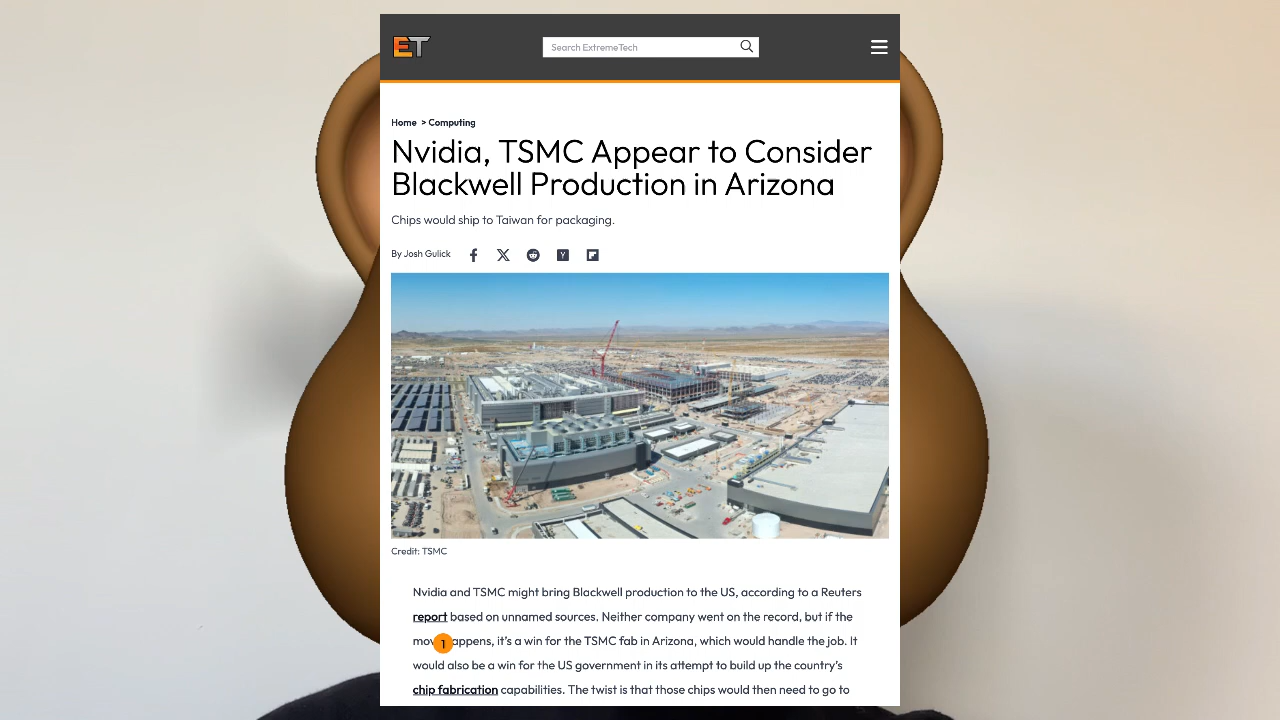 ET
Search ExtremeTech
Home > Computing
Nvidia, TSMC Appear to Consider
Blackwell Production in Arizona
Chips would ship to Taiwan for packaging.
By Josh Gulick
Credit: TSMC
Nvidia and TSMC might bring Blackwell production to the US, according to a Reuters
report based on unnamed sources. Neither company went on the record, but if the
1
appens, it’s a win for the TSMC fab in Arizona, which would handle the job. It
would also be a win for the US government in its attempt to build up the country’s
chip fabrication capabilities. The twist is that those chips would then need to go to